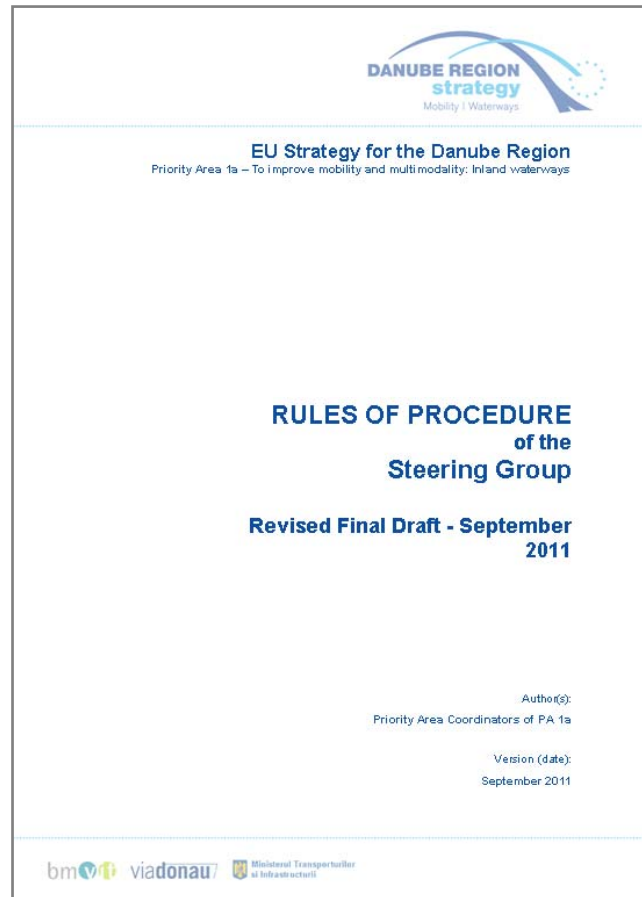 DANUBE REGION
strategy
Mobility | Waterways
EU Strategy for the Danube Region
Priority Area 1a – To improve mobility and multimodality: Inland waterways
RULES OF PROCEDURE
of the
Steering Group
Revised Final Draft - September
2011
Author(s):
Priority Area Coordinators of PA 1a
Version (date):
September 2011
bmvit viadonau Ministerul Transporturilor
si Infrastructurii